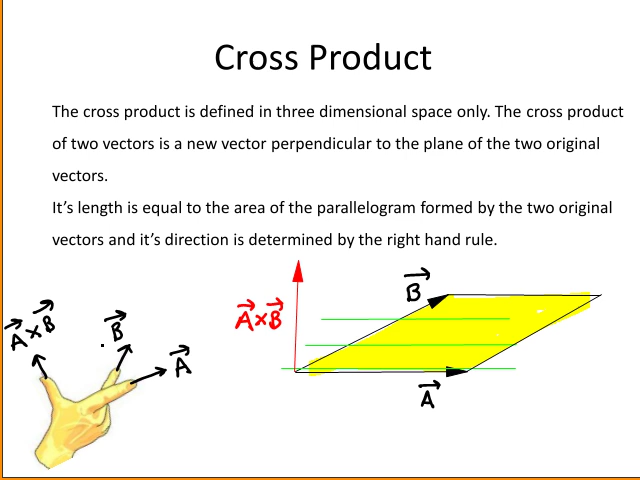 Cross Product
The cross product is defined in three dimensional space only. The cross product
of two vectors is a new vector perpendicular to the plane of the two original
vectors.
It’s length is equal to the area of the parallelogram formed by the two original
vectors and it’s direction is determined by the right hand rule.
A⃗×B⃗
B⃗
A⃗
A⃗×B⃗
B⃗
A⃗